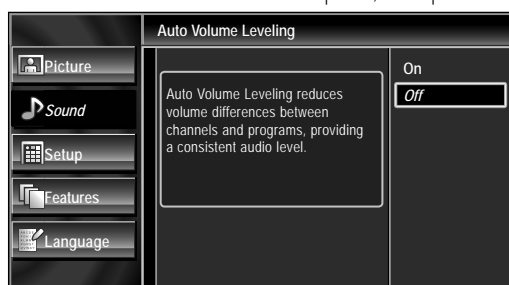 Auto Volume Leveling
Picture
Sound
Setup
Features
Language
Auto Volume Leveling reduces
volume differences between
channels and programs, providing
a consistent audio level.
On
Off